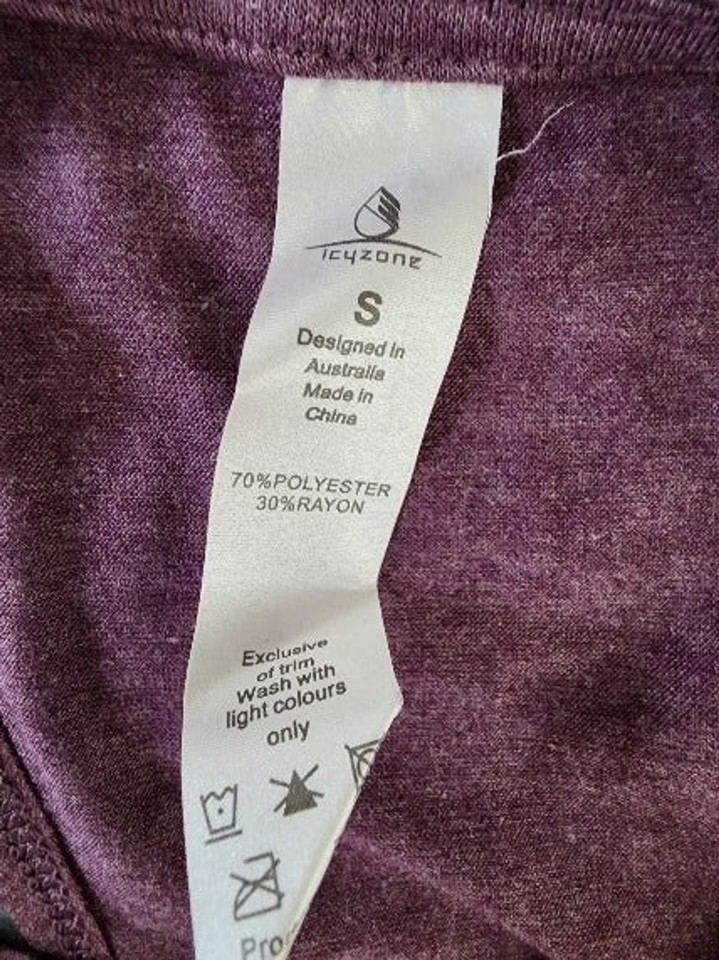 icyzone
S
Designed in
Australia
Made in
China
70%POLYESTER
30%RAYON
Exclusive
of trim
Wash with
light colours
only